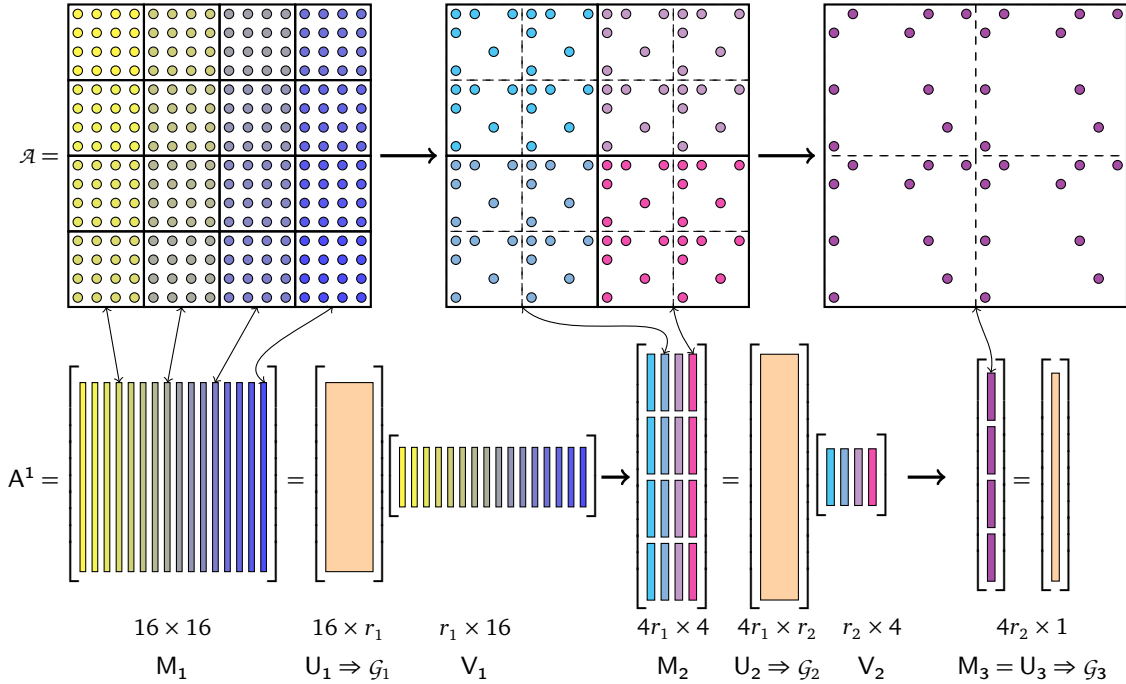 𝒜 =
A¹ = =
=
=
16 × 16 16 × r₁ r₁ × 16 4r₁ × 4 4r₁ × r₂ r₂ × 4 4r₂ × 1
M₁ U₁ ⇒ 𝒢₁ V₁ M₂ U₂ ⇒ 𝒢₂ V₂ M₃ = U₃ ⇒ 𝒢₃